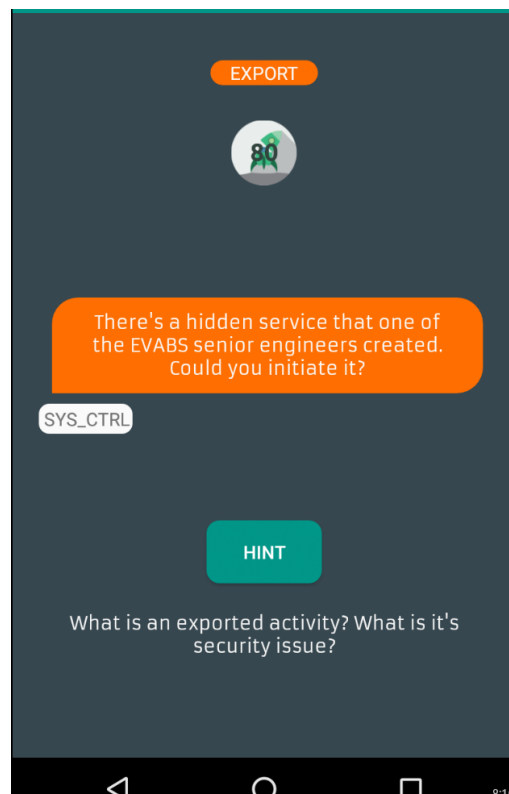 EXPORT
80
There's a hidden service that one of
the EVABS senior engineers created.
Could you initiate it?
SYS_CTRL
HINT
What is an exported activity? What is it's
security issue?